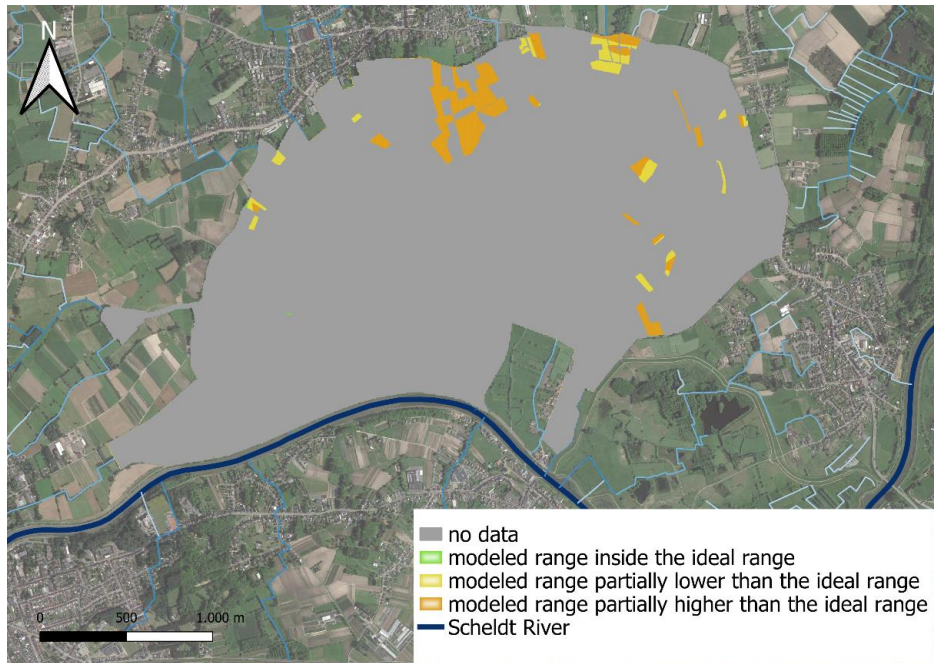 N
no data
modeled range inside the ideal range
modeled range partially lower than the ideal range
modeled range partially higher than the ideal range
Scheldt River
0 500 1.000 m